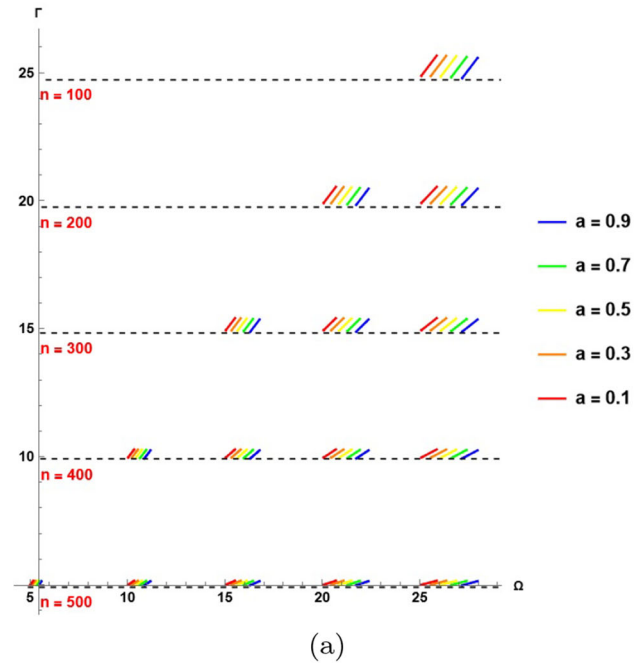 Γ
25
n = 100
20
n = 200
a = 0.9
a = 0.7
15
n = 300
a = 0.5
a = 0.3
a = 0.1
10
n = 400
5 10 15 20 25 Ω
n = 500
(a)